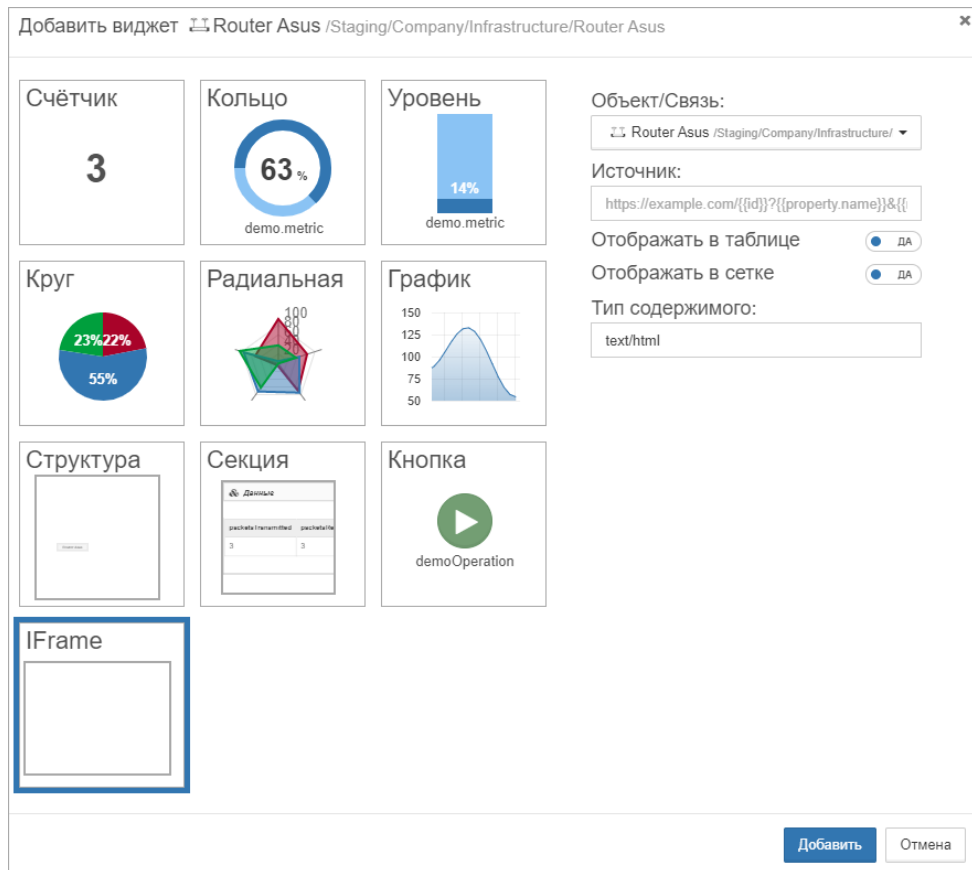 Добавить виджет Router Asus /Staging/Company/Infrastructure/Router Asus
Счётчик
3
Кольцо
63 %
demo.metric
Уровень
14%
demo.metric
Круг
23% 22%
55%
Радиальная
100
80
График
150
125
100
75
50
Структура
Секция
Данные
packetsTransmitted
3
3
Кнопка
demoOperation
IFrame
Объект/Связь:
Router Asus /Staging/Company/Infrastructure/
Источник:
https://example.com/{{id}}?{{property.name}}&{{
Отображать в таблице ДА
Отображать в сетке ДА
Тип содержимого:
text/html
Добавить Отмена